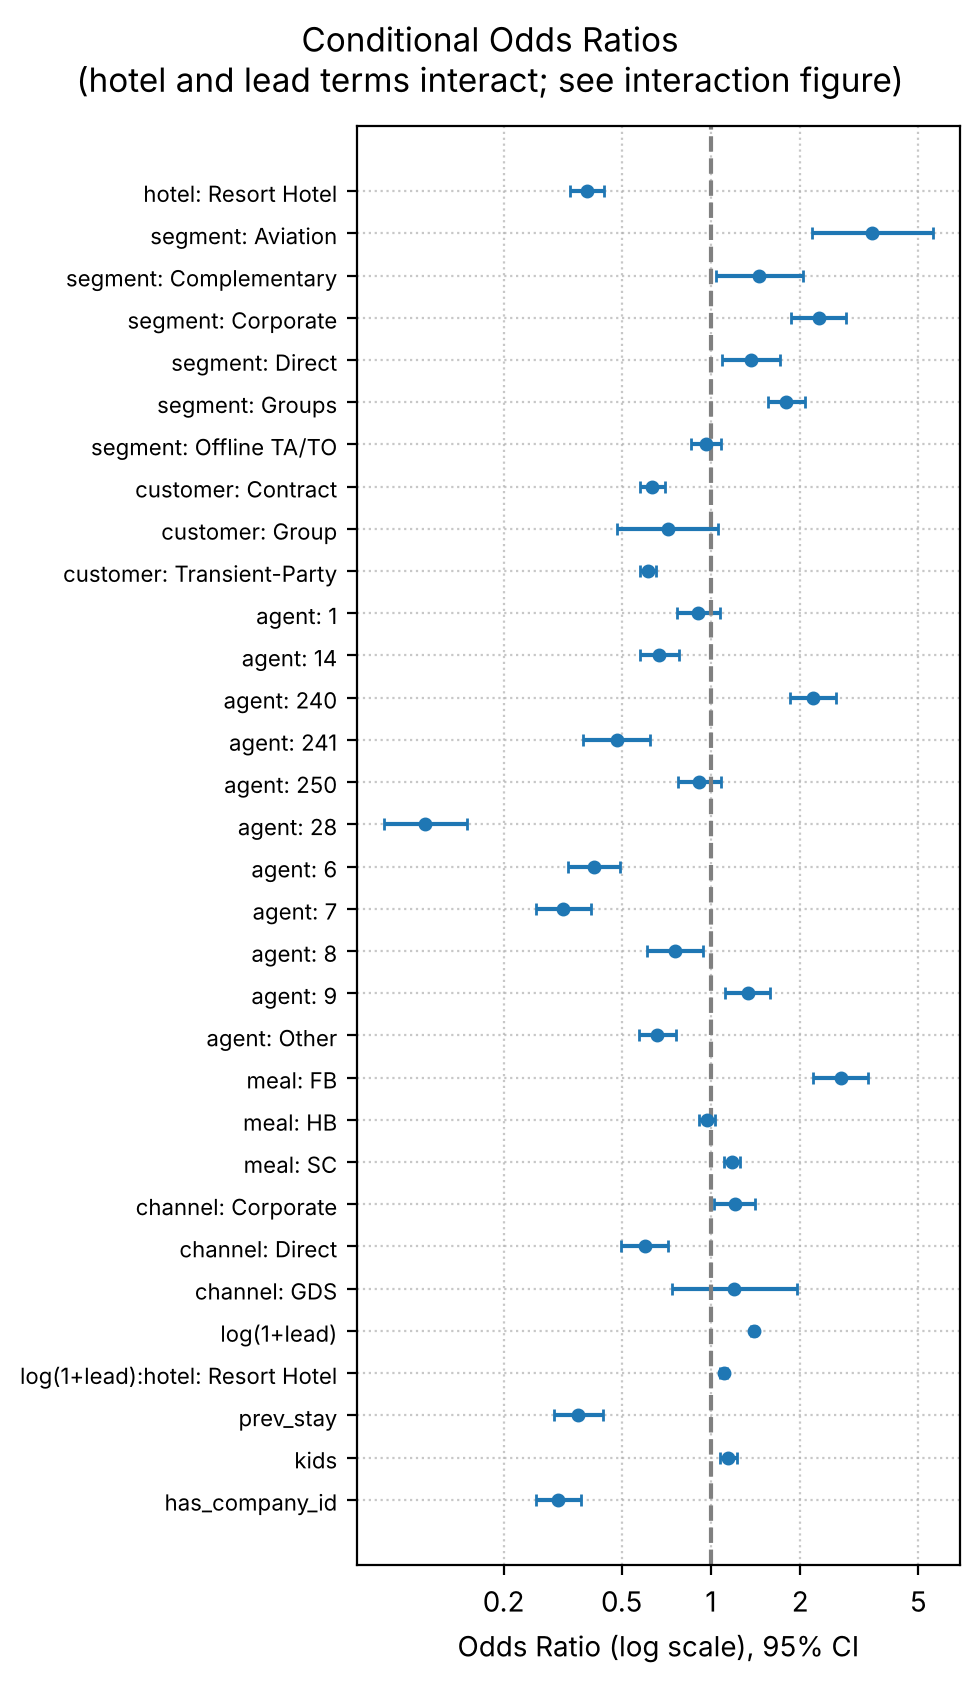 Conditional Odds Ratios
(hotel and lead terms interact; see interaction figure)
hotel: Resort Hotel
segment: Aviation
segment: Complementary
segment: Corporate
segment: Direct
segment: Groups
segment: Offline TA/TO
customer: Contract
customer: Group
customer: Transient-Party
agent: 1
agent: 14
agent: 240
agent: 241
agent: 250
agent: 28
agent: 6
agent: 7
agent: 8
agent: 9
agent: Other
meal: FB
meal: HB
meal: SC
channel: Corporate
channel: Direct
channel: GDS
log(1+lead)
log(1+lead):hotel: Resort Hotel
prev_stay
kids
has_company_id
0.2 0.5 1 2 5
Odds Ratio (log scale), 95% CI